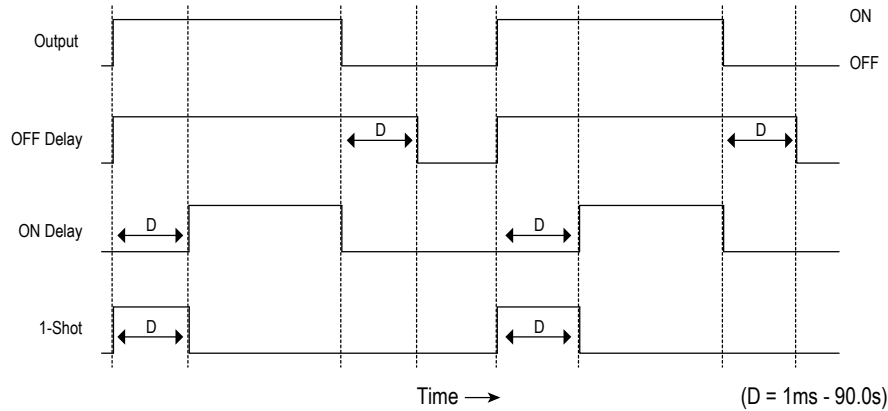 Output
ON
OFF
OFF Delay
D
D
ON Delay
D
D
1-Shot
D
D
Time
(D = 1ms - 90.0s)